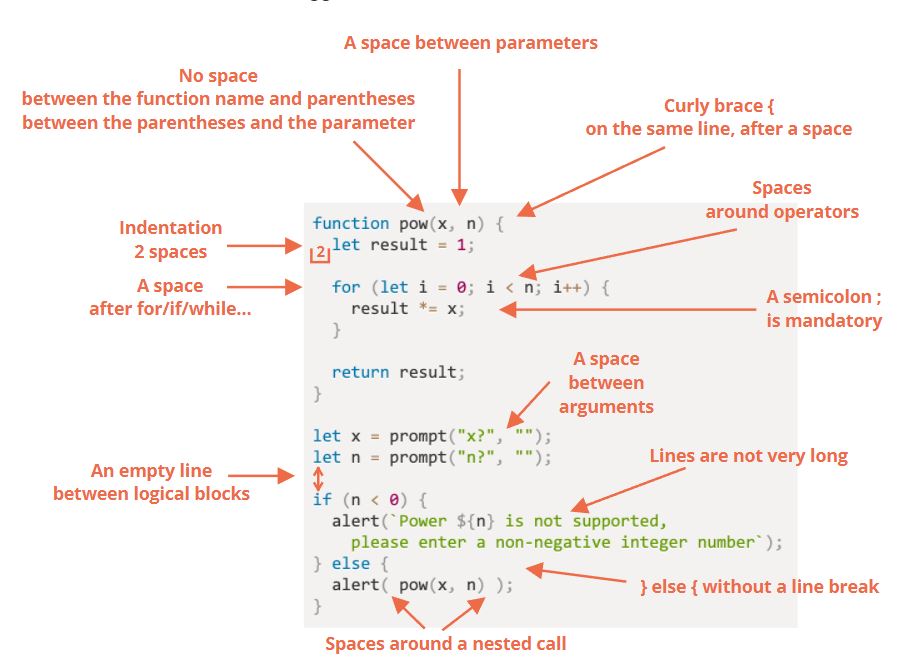 A space between parameters
No space
between the function name and parentheses
between the parentheses and the parameter
Curly brace {
on the same line, after a space
Spaces
around operators
Indentation
2 spaces
A space
after for/if/while...
A semicolon ;
is mandatory
A space
between
arguments
Lines are not very long
An empty line
between logical blocks
} else { without a line break
Spaces around a nested call
function pow(x, n) {
2
  let result = 1;

  for (let i = 0; i < n; i++) {
    result *= x;
  }

  return result;
}

let x = prompt("x?", "");
let n = prompt("n?", "");

if (n < 0) {
  alert(`Power ${n} is not supported,
    please enter a non-negative integer number`);
} else {
  alert( pow(x, n) );
}